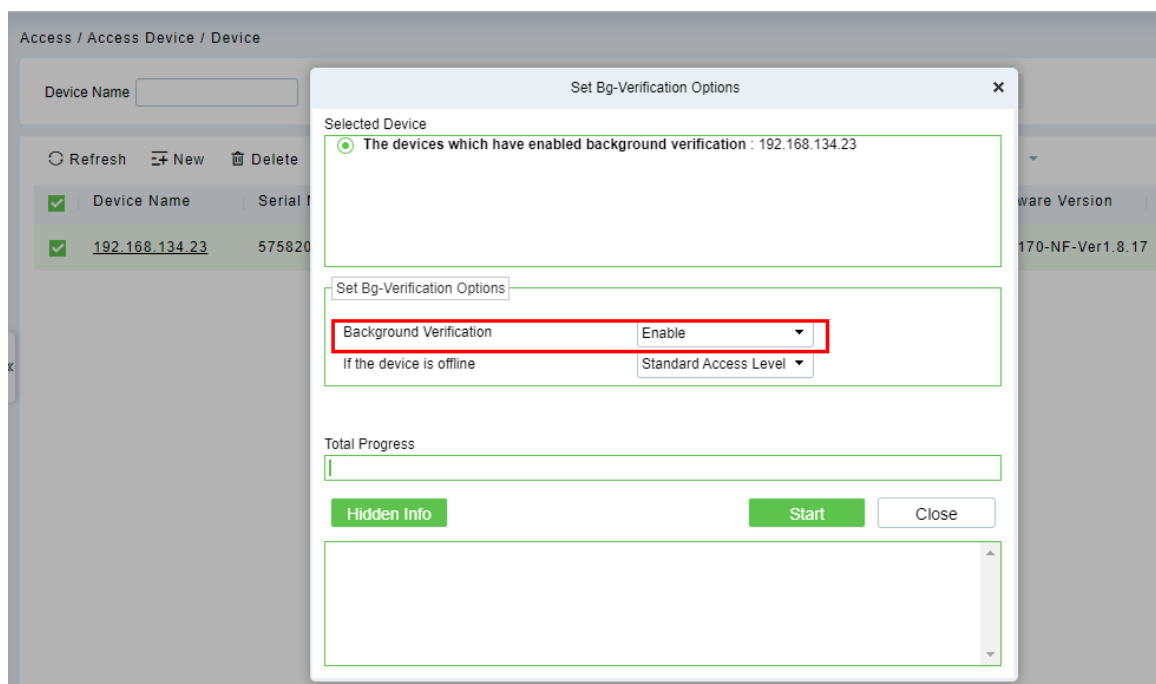 Access / Access Device / Device
Device Name
Set Bg-Verification Options ×
Selected Device
The devices which have enabled background verification : 192.168.134.23
Refresh New Delete
Device Name Serial ware Version
192.168.134.23 575820 170-NF-Ver1.8.17
Set Bg-Verification Options
Background Verification Enable
If the device is offline Standard Access Level
Total Progress
Hidden Info Start Close